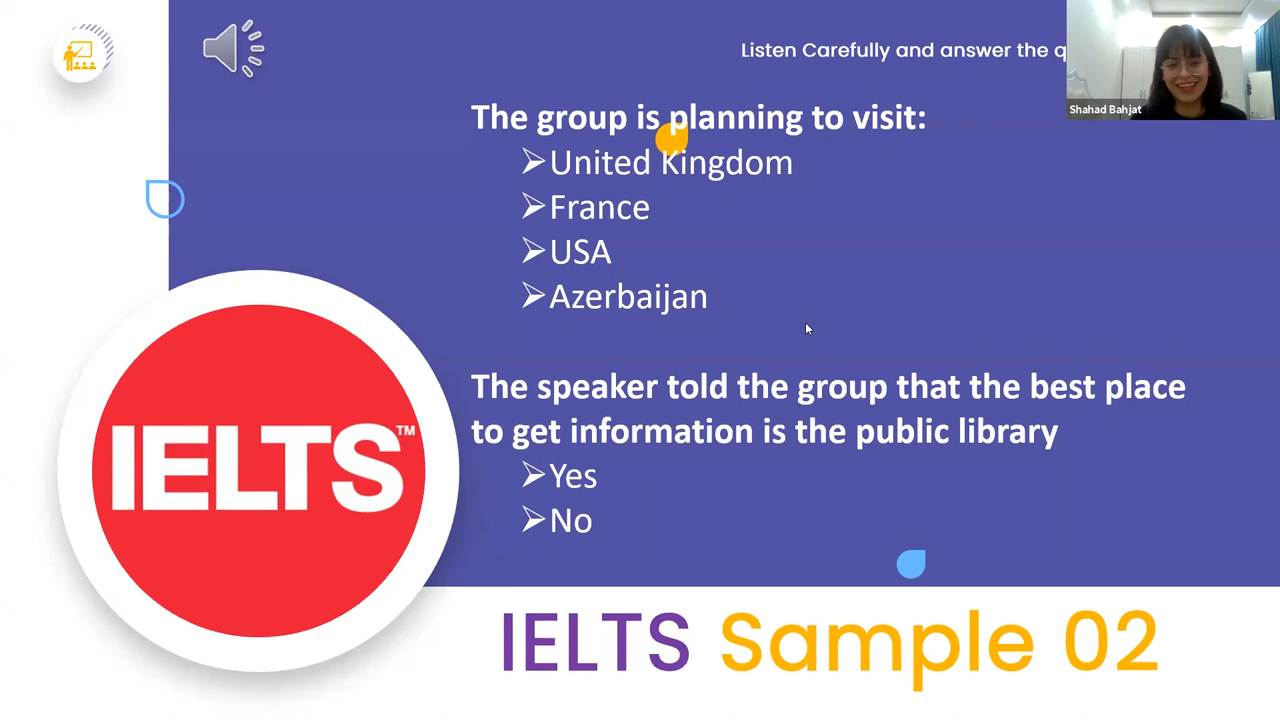 Listen Carefully and answer the q
Shahad Bahjat
The group is planning to visit:
➢United Kingdom
➢France
➢USA
➢Azerbaijan
The speaker told the group that the best place
to get information is the public library
➢Yes
➢No
IELTS™
IELTS Sample 02